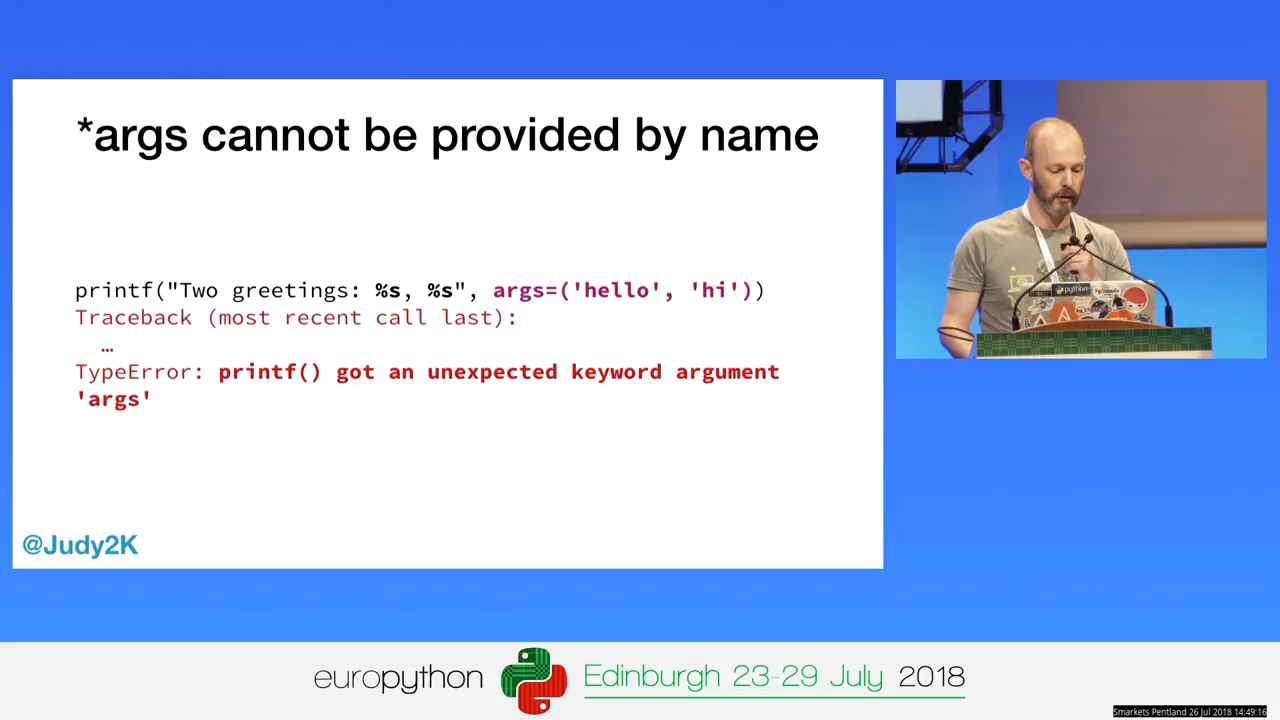 *args cannot be provided by name
printf("Two greetings: %s, %s", args=('hello', 'hi'))
Traceback (most recent call last):
…
TypeError: printf() got an unexpected keyword argument
'args'
@Judy2K
python
europython
Edinburgh 23-29 July 2018
Smarkets Pentland 26 Jul 2018 14:49:16